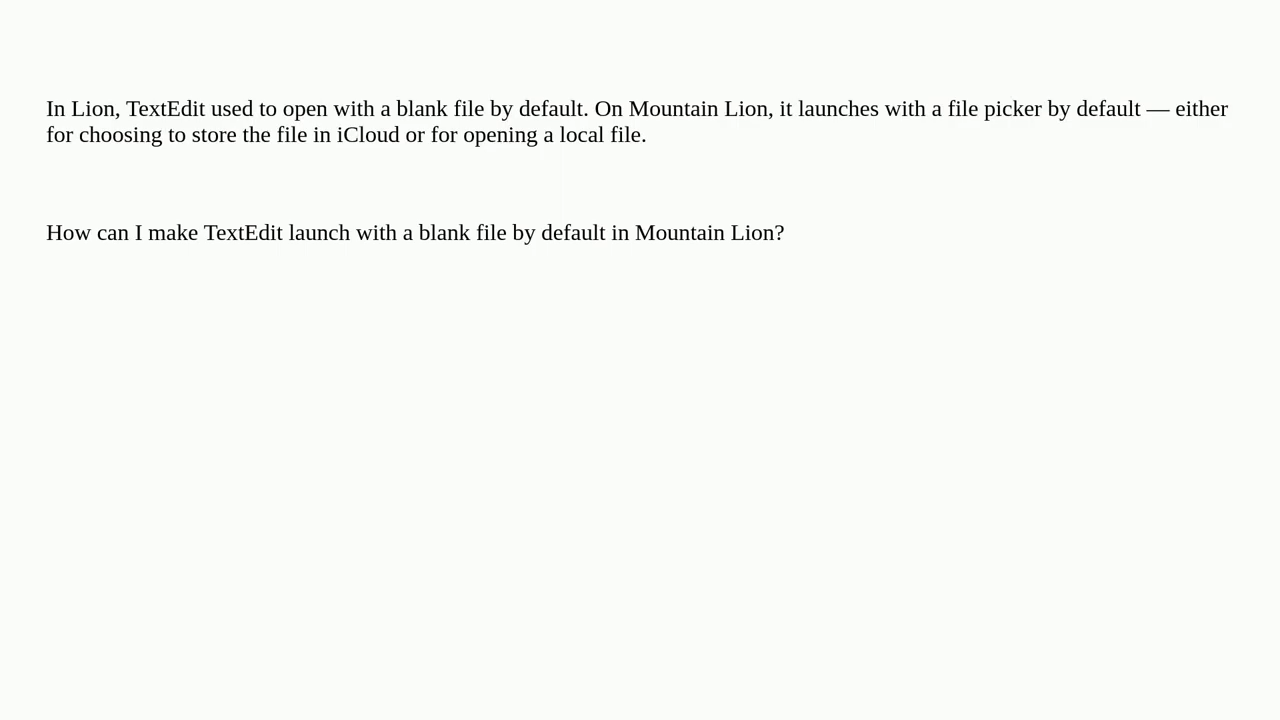 In Lion, TextEdit used to open with a blank file by default. On Mountain Lion, it launches with a file picker by default — either
for choosing to store the file in iCloud or for opening a local file.
How can I make TextEdit launch with a blank file by default in Mountain Lion?